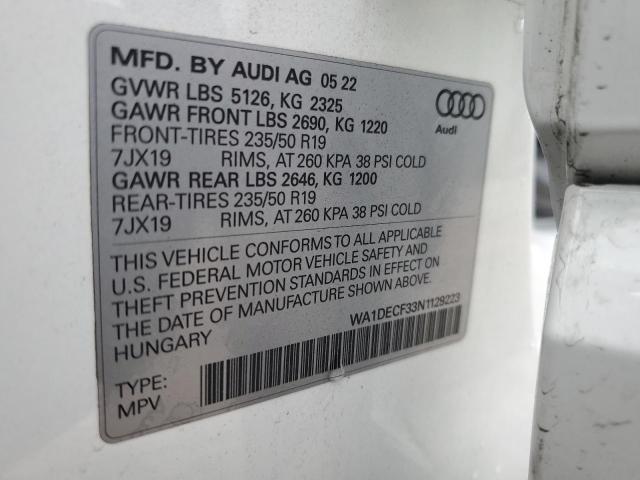 MFD. BY AUDI AG 05 22
GVWR LBS 5126, KG 2325
GAWR FRONT LBS 2690, KG 1220
FRONT-TIRES 235/50 R19
7JX19 RIMS, AT 260 KPA 38 PSI COLD
GAWR REAR LBS 2646, KG 1200
REAR-TIRES 235/50 R19
7JX19 RIMS, AT 260 KPA 38 PSI COLD
Audi
THIS VEHICLE CONFORMS TO ALL APPLICABLE
U.S. FEDERAL MOTOR VEHICLE SAFETY AND
THEFT PREVENTION STANDARDS IN EFFECT ON
THE DATE OF MANUFACTURE SHOWN ABOVE.
HUNGARY
WA1DECF33N1129223
TYPE:
MPV